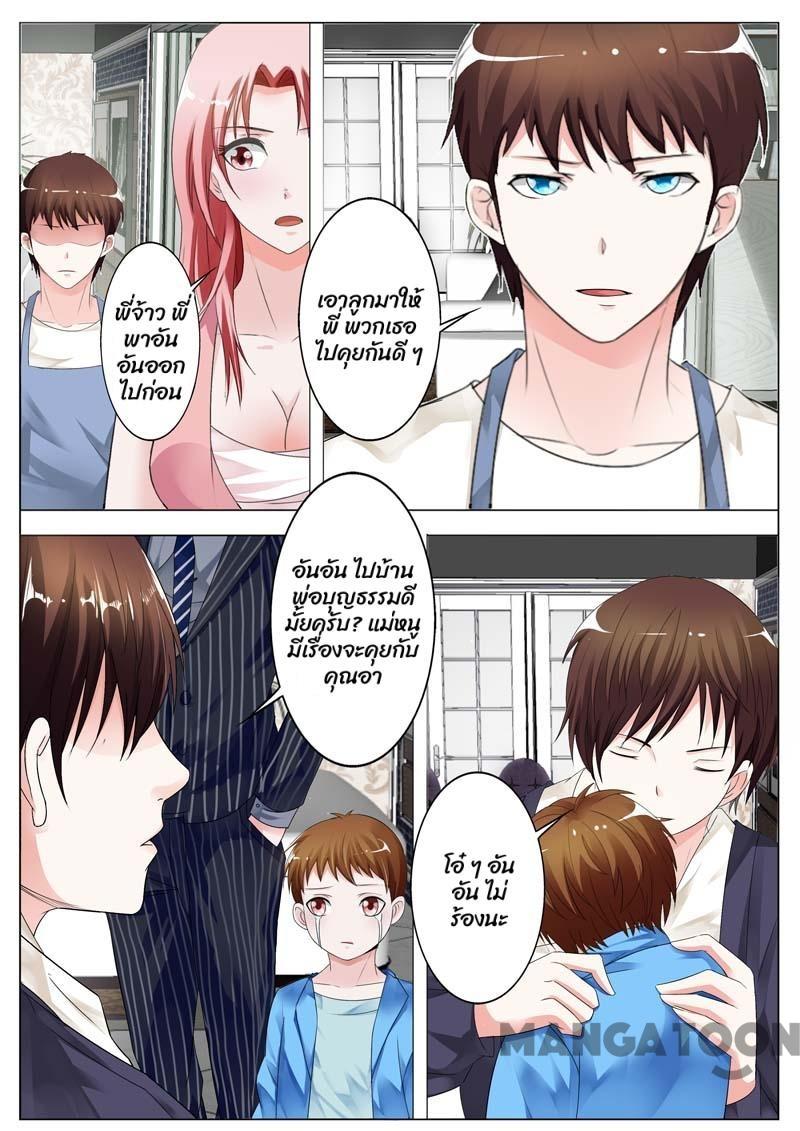 พี่จ้าว พี่
พาอัน
อันออก
ไปก่อน
เอาลูกมาให้
พี่ พวกเธอ
ไปคุยกันดี ๆ
อันอัน ไปบ้าน
พ่อบุญธรรมดี
มั้ยครับ? แม่หนู
มีเรื่องจะคุยกับ
คุณอา
โอ๋ ๆ อัน
อัน ไม่
ร้องนะ
MANGATOON